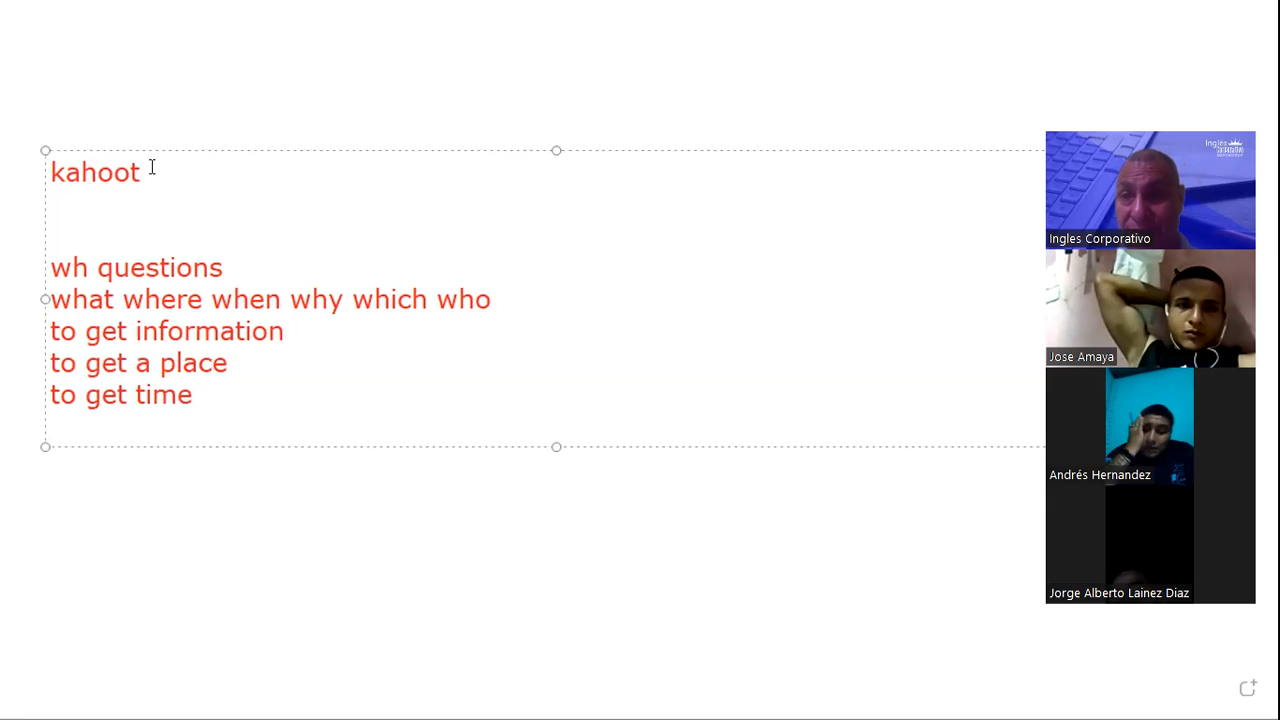 kahoot
wh questions
what where when why which who
to get information
to get a place
to get time
Ingles
Ingles Corporativo
Jose Amaya
Andrés Hernandez
Jorge Alberto Lainez Diaz